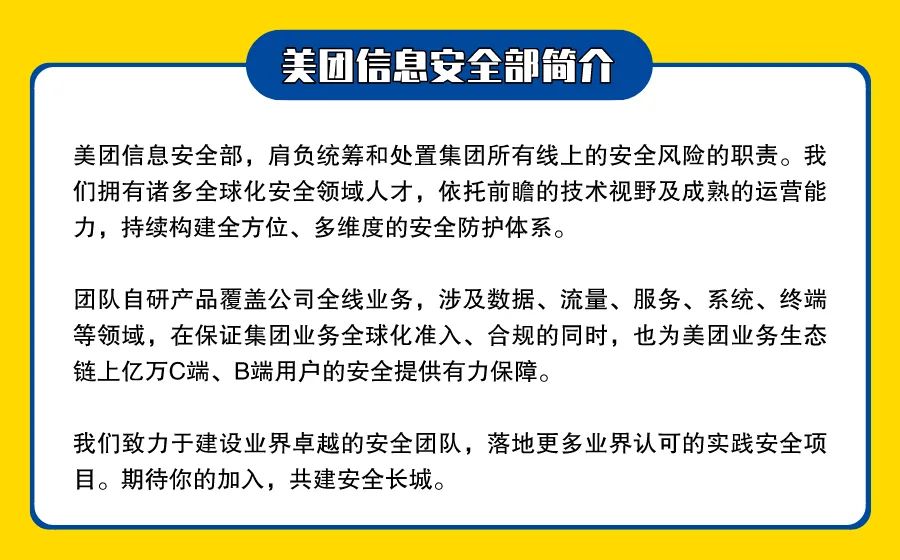 美团信息安全部简介
美团信息安全部，肩负统筹和处置集团所有线上的安全风险的职责。我
们拥有诸多全球化安全领域人才，依托前瞻的技术视野及成熟的运营能
力，持续构建全方位、多维度的安全防护体系。
团队自研产品覆盖公司全线业务，涉及数据、流量、服务、系统、终端
等领域，在保证集团业务全球化准入、合规的同时，也为美团业务生态
链上亿万C端、B端用户的安全提供有力保障。
我们致力于建设业界卓越的安全团队，落地更多业界认可的实践安全项
目。期待你的加入，共建安全长城。